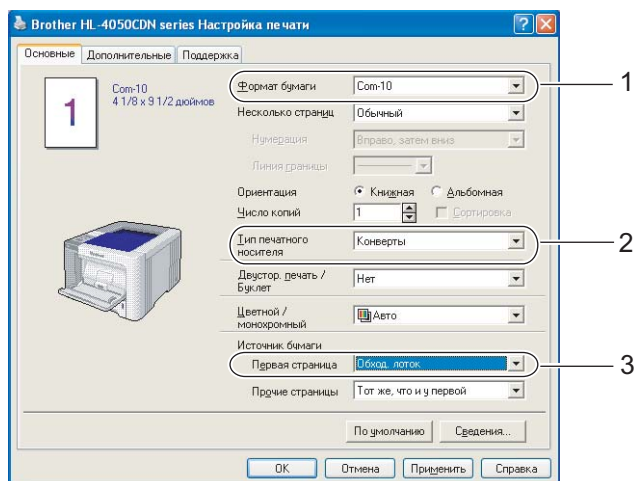 Brother HL-4050CDN series Настройка печати
Основные Дополнительные Поддержка
1
Com-10
4 1/8 x 9 1/2 дюймов
Формат бумаги Com-10 1
Несколько страниц Обычный
Нумерация Вправо, затем вниз
Линия границы
Ориентация Книжная Альбомная
Число копий 1 Сортировка
Тип печатного
носителя Конверты 2
Двустор. печать /
Буклет Нет
Цветной /
монохромный Авто
Источник бумаги
Первая страница Обход. лоток 3
Прочие страницы Тот же, что и у первой
По умолчанию Сведения...
OK Отмена Применить Справка